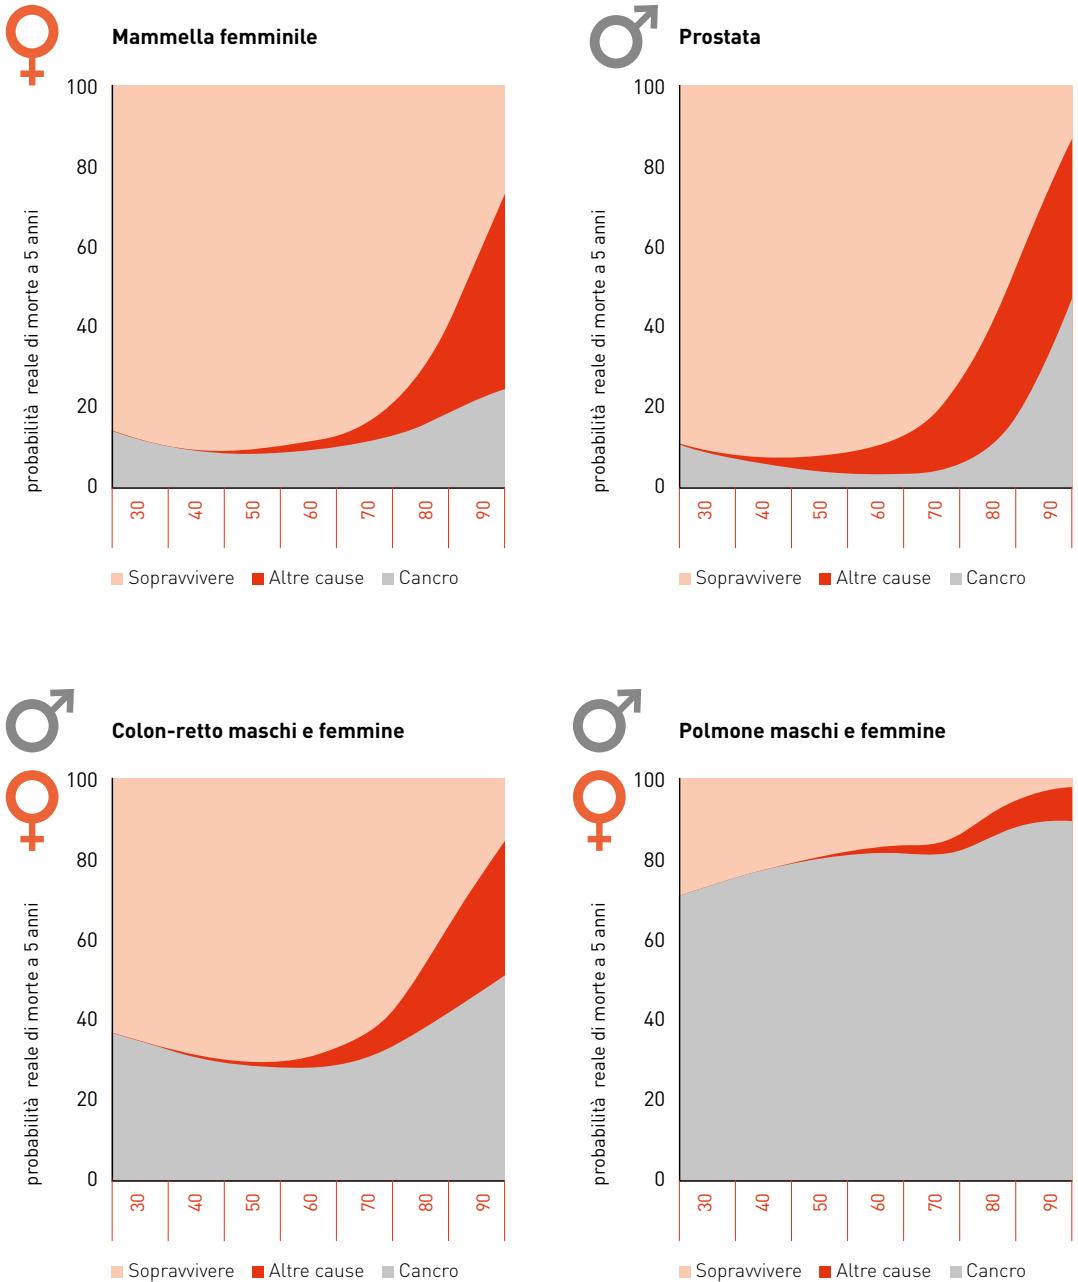 Mammella femminile
probabilità reale di morte a 5 anni
100
80
60
40
20
0
30 40 50 60 70 80 90
Sopravvivere Altre cause Cancro
Prostata
probabilità reale di morte a 5 anni
100
80
60
40
20
0
30 40 50 60 70 80 90
Sopravvivere Altre cause Cancro
Colon-retto maschi e femmine
probabilità reale di morte a 5 anni
100
80
60
40
20
0
30 40 50 60 70 80 90
Sopravvivere Altre cause Cancro
Polmone maschi e femmine
probabilità reale di morte a 5 anni
100
80
60
40
20
0
30 40 50 60 70 80 90
Sopravvivere Altre cause Cancro